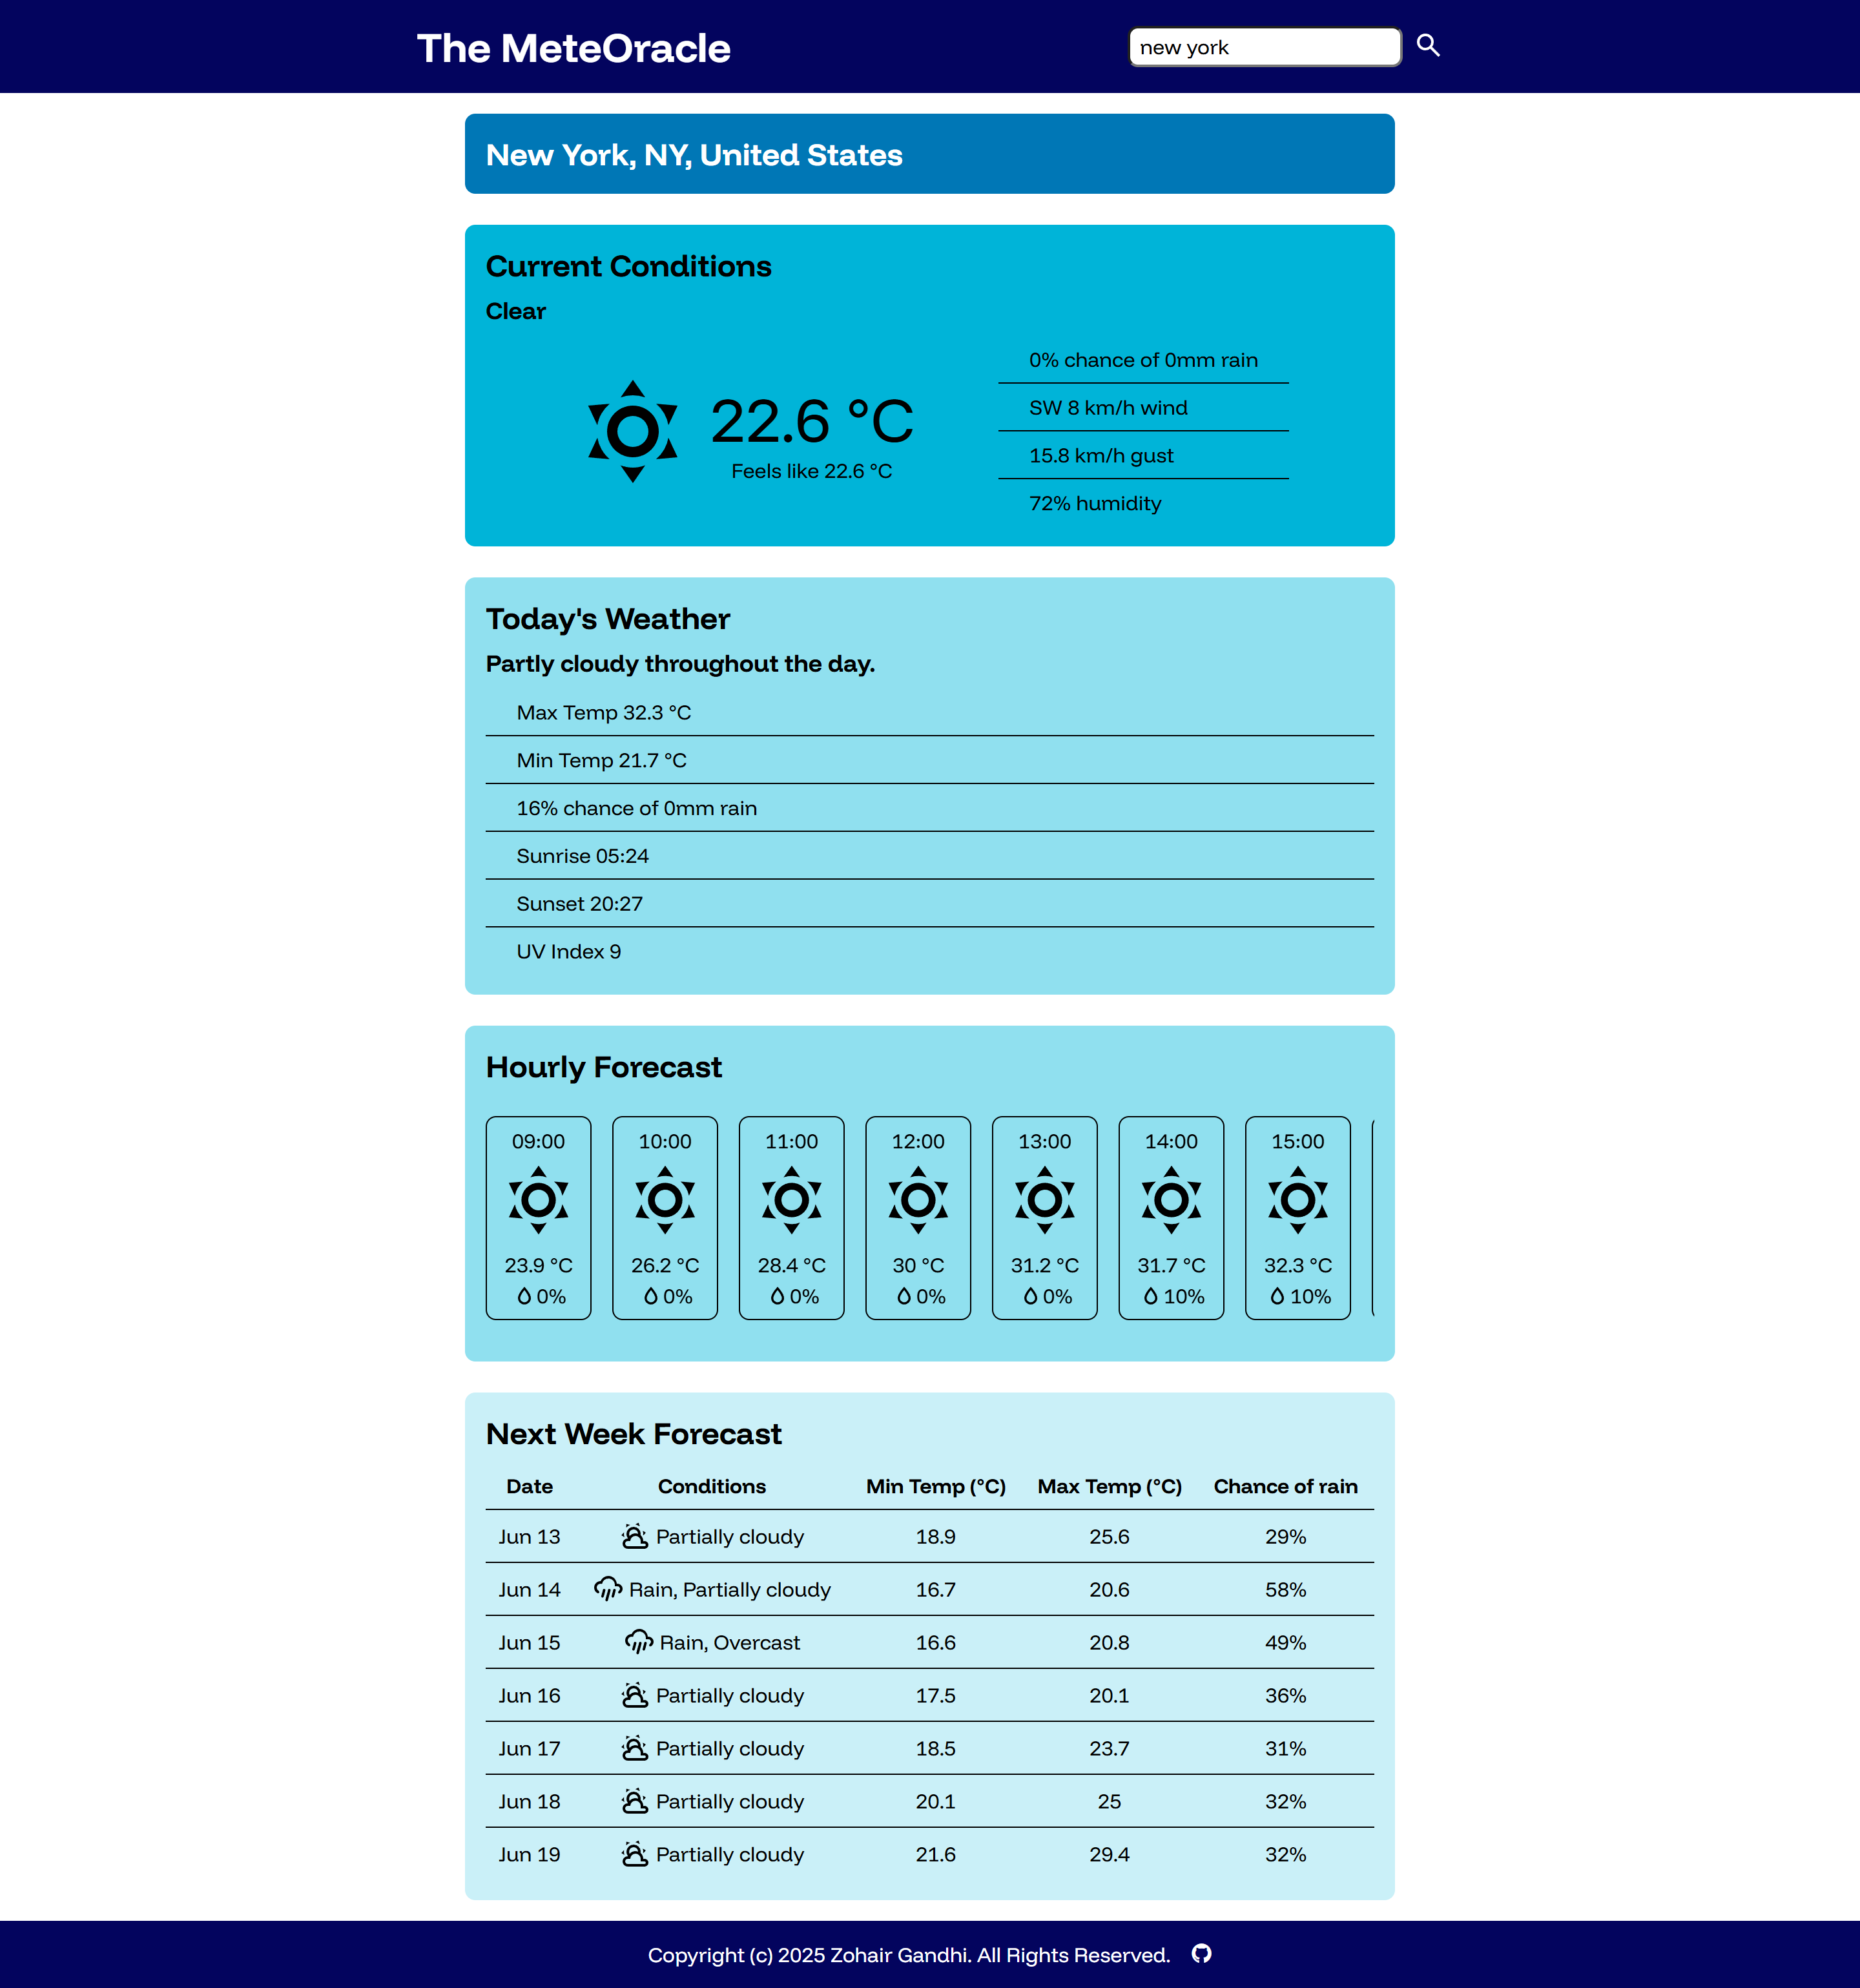 The MeteOracle
new york
New York, NY, United States
Current Conditions
Clear
22.6 °C
Feels like 22.6 °C
0% chance of 0mm rain
SW 8 km/h wind
15.8 km/h gust
72% humidity
Today's Weather
Partly cloudy throughout the day.
Max Temp 32.3 °C
Min Temp 21.7 °C
16% chance of 0mm rain
Sunrise 05:24
Sunset 20:27
UV Index 9
Hourly Forecast
09:00 10:00 11:00 12:00 13:00 14:00 15:00
23.9 °C 26.2 °C 28.4 °C 30 °C 31.2 °C 31.7 °C 32.3 °C
0% 0% 0% 0% 0% 10% 10%
Next Week Forecast
Date Conditions Min Temp (°C) Max Temp (°C) Chance of rain
Jun 13 Partially cloudy 18.9 25.6 29%
Jun 14 Rain, Partially cloudy 16.7 20.6 58%
Jun 15 Rain, Overcast 16.6 20.8 49%
Jun 16 Partially cloudy 17.5 20.1 36%
Jun 17 Partially cloudy 18.5 23.7 31%
Jun 18 Partially cloudy 20.1 25 32%
Jun 19 Partially cloudy 21.6 29.4 32%
Copyright (c) 2025 Zohair Gandhi. All Rights Reserved.